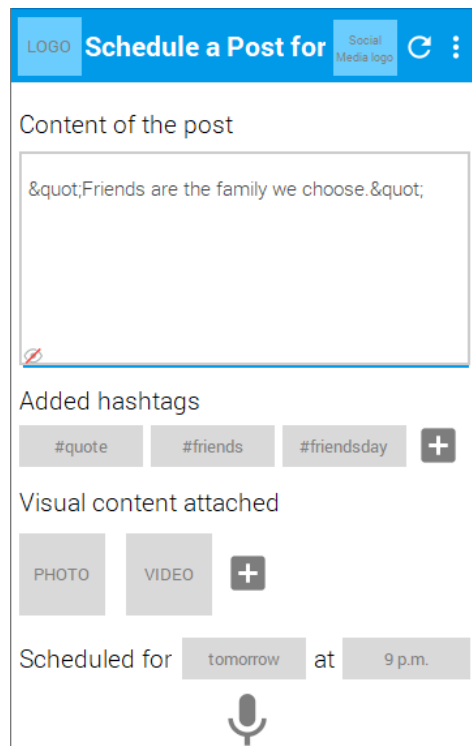 LOGO Schedule a Post for Social Media logo
Content of the post
&quot;Friends are the family we choose.&quot;
Added hashtags
#quote #friends #friendsday
Visual content attached
PHOTO VIDEO
Scheduled for tomorrow at 9 p.m.